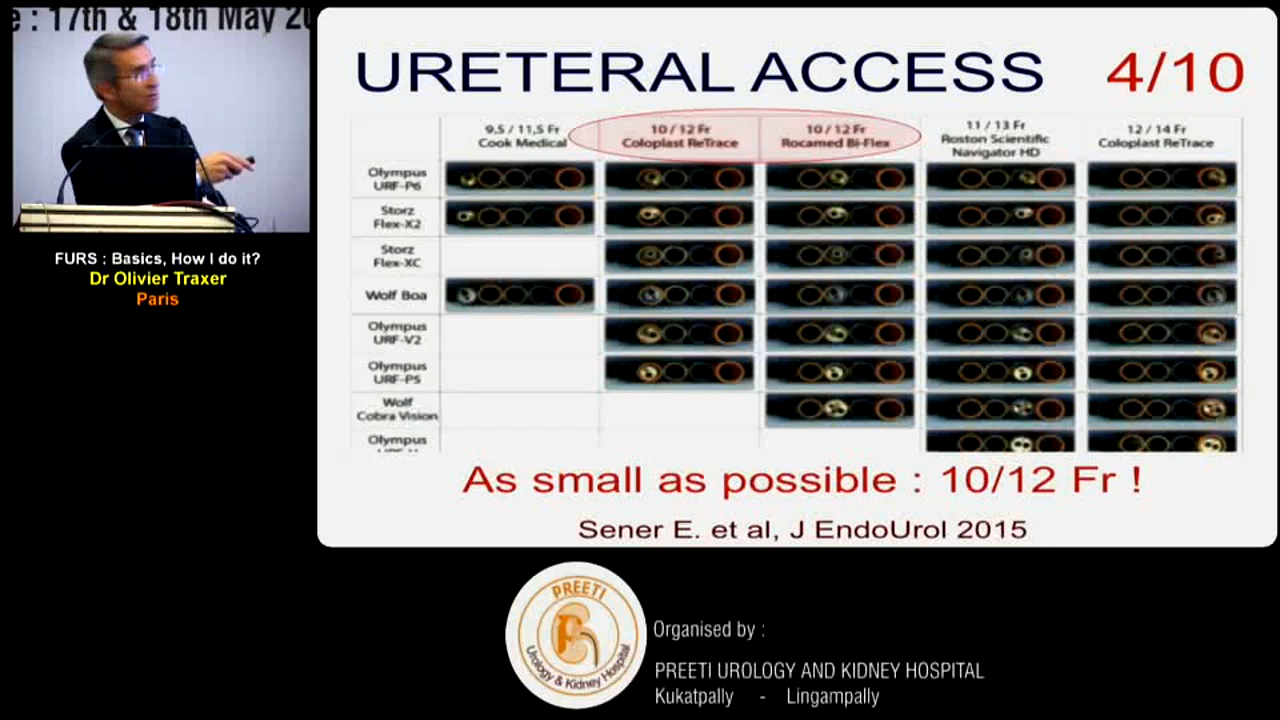 e : 17th & 18th May 20
URETERAL ACCESS 4/10
9,5 / 11,5 Fr
Cook Medical
10 / 12 Fr
Coloplast ReTrace
10 / 12 Fr
Rocamed Bi-Flex
11 / 13 Fr
Boston Scientific
Navigator HD
12 / 14 Fr
Coloplast ReTrace
Olympus
URF-P6
Storz
Flex-X2
Storz
Flex-XC
Wolf Boa
Olympus
URF-V2
Olympus
URF-P5
Wolf
Cobra Vision
Olympus
As small as possible : 10/12 Fr !
Sener E. et al, J EndoUrol 2015
FURS : Basics, How I do it?
Dr Olivier Traxer
Paris
PREETI
Urology & Kidney Hospital
Organised by :
PREETI UROLOGY AND KIDNEY HOSPITAL
Kukatpally - Lingampally